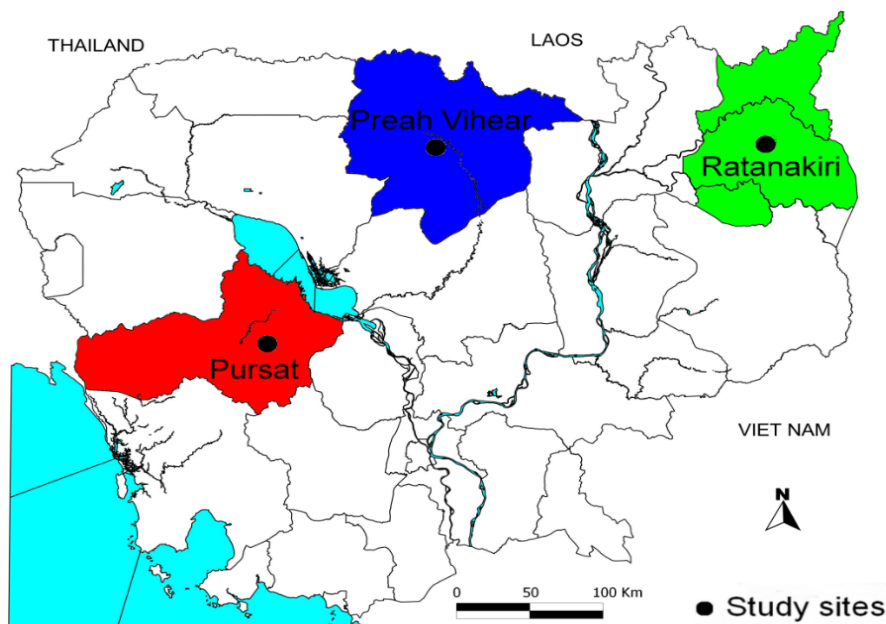 THAILAND
LAOS
Preah Vihear
Ratanakiri
Pursat
VIET NAM
N
0 50 100 Km
Study sites